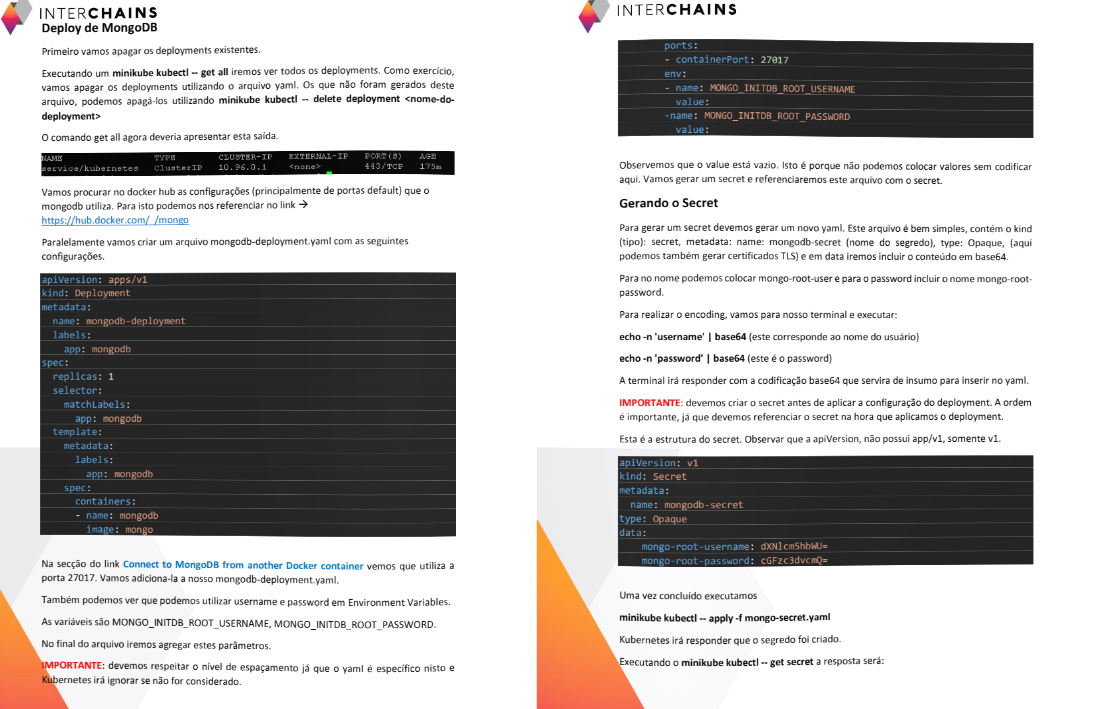 INTERCHAINS
Deploy de MongoDB
Primeiro vamos apagar os deployments existentes.
Executando um minikube kubectl -- get all iremos ver todos os deployments. Como exercício,
vamos apagar os deployments utilizando o arquivo yaml. Os que não foram gerados deste
arquivo, podemos apagá-los utilizando minikube kubectl -- delete deployment <nome-do-
deployment>
O comando get all agora deveria apresentar esta saída.
NAME TYPE CLUSTER-IP EXTERNAL-IP PORT(S) AGE
service/kubernetes ClusterIP 10.96.0.1 <none> 443/TCP 175m
Vamos procurar no docker hub as configurações (principalmente de portas default) que o
mongodb utiliza. Para isto podemos nos referenciar no link →
https://hub.docker.com/_/mongo
Paralelamente vamos criar um arquivo mongodb-deployment.yaml com as seguintes
configurações.
apiVersion: apps/v1
kind: Deployment
metadata:
  name: mongodb-deployment
  labels:
    app: mongodb
spec:
  replicas: 1
  selector:
    matchLabels:
      app: mongodb
  template:
    metadata:
      labels:
        app: mongodb
    spec:
      containers:
      - name: mongodb
        image: mongo
Na secção do link Connect to MongoDB from another Docker container vemos que utiliza a
porta 27017. Vamos adiciona-la a nosso mongodb-deployment.yaml.
Também podemos ver que podemos utilizar username e password em Environment Variables.
As variáveis são MONGO_INITDB_ROOT_USERNAME, MONGO_INITDB_ROOT_PASSWORD.
No final do arquivo iremos agregar estes parâmetros.
IMPORTANTE: devemos respeitar o nível de espaçamento já que o yaml é específico nisto e
Kubernetes irá ignorar se não for considerado.
INTERCHAINS
        ports:
        - containerPort: 27017
        env:
        - name: MONGO_INITDB_ROOT_USERNAME
          value:
        -name: MONGO_INITDB_ROOT_PASSWORD
          value:
Observemos que o value está vazio. Isto é porque não podemos colocar valores sem codificar
aqui. Vamos gerar um secret e referenciaremos este arquivo com o secret.
Gerando o Secret
Para gerar um secret devemos gerar um novo yaml. Este arquivo é bem simples, contém o kind
(tipo): secret, metadata: name: mongodb-secret (nome do segredo), type: Opaque, (aqui
podemos também gerar certificados TLS) e em data iremos incluir o conteúdo em base64.
Para no nome podemos colocar mongo-root-user e para o password incluir o nome mongo-root-
password.
Para realizar o encoding, vamos para nosso terminal e executar:
echo -n 'username' | base64 (este corresponde ao nome do usuário)
echo -n 'password' | base64 (este é o password)
A terminal irá responder com a codificação base64 que servira de insumo para inserir no yaml.
IMPORTANTE: devemos criar o secret antes de aplicar a configuração do deployment. A ordem
é importante, já que devemos referenciar o secret na hora que aplicamos o deployment.
Esta é a estrutura do secret. Observar que a apiVersion, não possui app/v1, somente v1.
apiVersion: v1
kind: Secret
metadata:
  name: mongodb-secret
type: Opaque
data:
    mongo-root-username: dXNlcm5hbWU=
    mongo-root-password: cGFzc3dvcmQ=
Uma vez concluído executamos
minikube kubectl -- apply -f mongo-secret.yaml
Kubernetes irá responder que o segredo foi criado.
Executando o minikube kubectl -- get secret a resposta será: